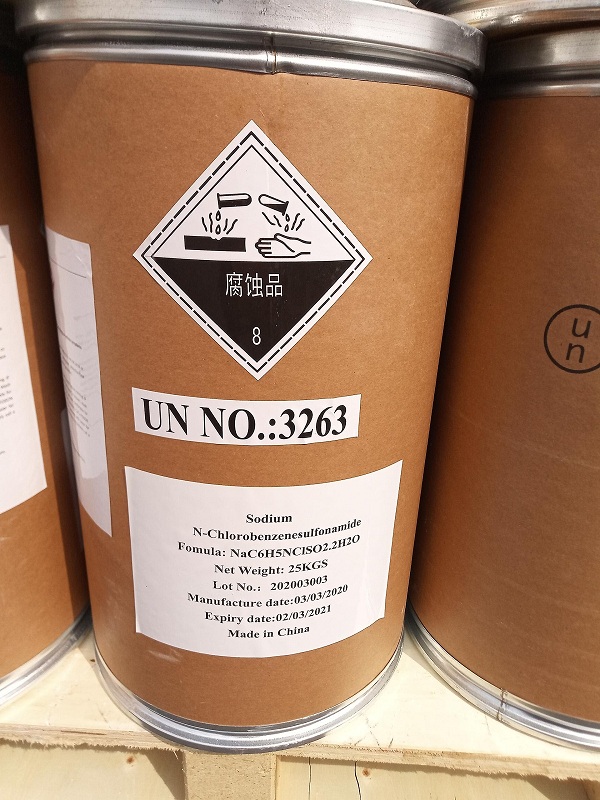 腐蚀品
8
UN NO.:3263
Sodium
N-Chlorobenzenesulfonamide
Fomula: NaC6H5NClSO2.2H2O
Net Weight: 25KGS
Lot No.: 202003003
Manufacture date:03/03/2020
Expiry date:02/03/2021
Made in China
u
n